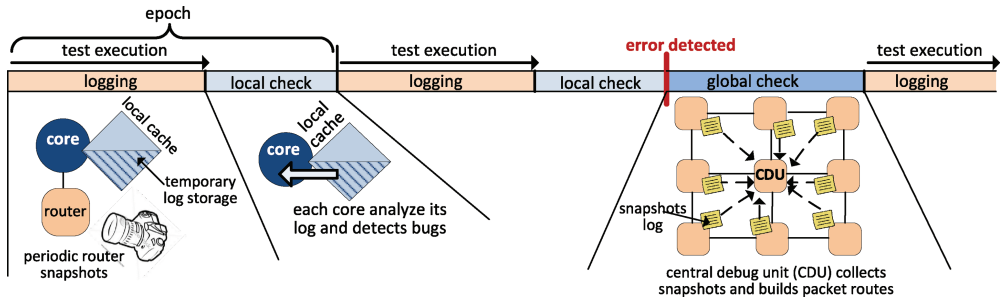 epoch
test execution
test execution
error detected
test execution
logging
local check
logging
local check
global check
logging
core
local cache
temporary
log storage
router
periodic router
snapshots
core
local
cache
each core analyze its
log and detects bugs
CDU
snapshots
log
central debug unit (CDU) collects
snapshots and builds packet routes